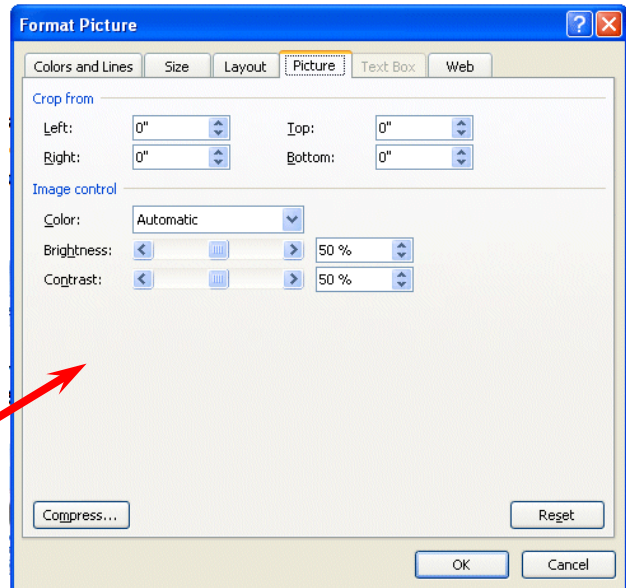 Format Picture
Colors and Lines Size Layout Picture Text Box Web
Crop from
Left: 0" Top: 0"
Right: 0" Bottom: 0"
Image control
Color: Automatic
Brightness: 50 %
Contrast: 50 %
Compress... Reset
OK Cancel